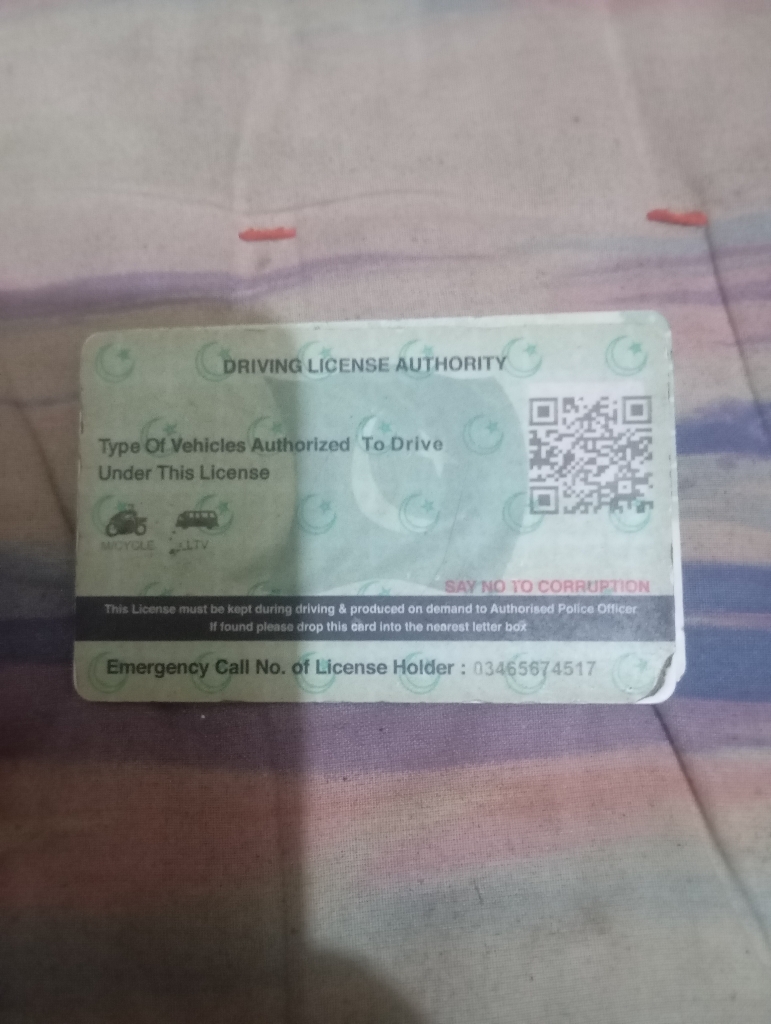 DRIVING LICENSE AUTHORITY
Type Of Vehicles Authorized To Drive
Under This License
M/CYCLE LTV
SAY NO TO CORRUPTION
This License must be kept during driving & produced on demand to Authorised Police Officer
If found please drop this card into the nearest letter box
Emergency Call No. of License Holder : 03465674517